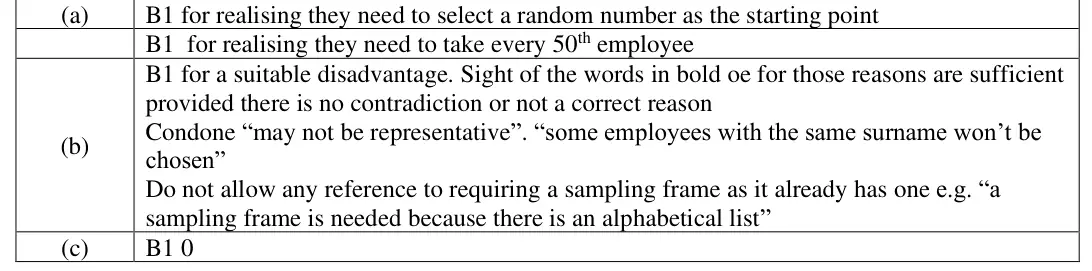 (a) B1 for realising they need to select a random number as the starting point
B1 for realising they need to take every 50th employee
B1 for a suitable disadvantage. Sight of the words in bold oe for those reasons are sufficient
provided there is no contradiction or not a correct reason
(b) Condone “may not be representative”. “some employees with the same surname won’t be
chosen”
Do not allow any reference to requiring a sampling frame as it already has one e.g. “a
sampling frame is needed because there is an alphabetical list”
(c) B1 0